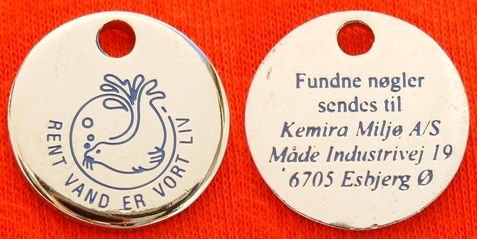 RENT VAND ER VORT LIV
Fundne nøgler
sendes til
Kemira Miljø A/S
Måde Industrivej 19
6705 Esbjerg Ø